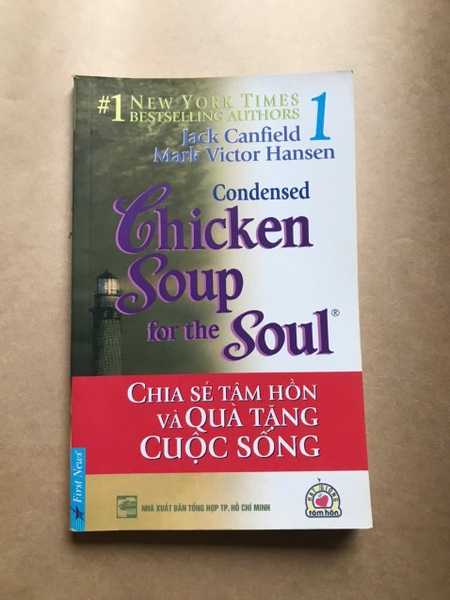 #1 NEW YORK TIMES
BESTSELLING AUTHORS
1
Jack Canfield
Mark Victor Hansen
Condensed
Chicken
Soup
for the Soul®
CHIA SẺ TÂM HỒN
VÀ QUÀ TẶNG
CUỘC SỐNG
First News
NHÀ XUẤT BẢN TỔNG HỢP TP. HỒ CHÍ MINH
HẠT GIỐNG
tâm hồn